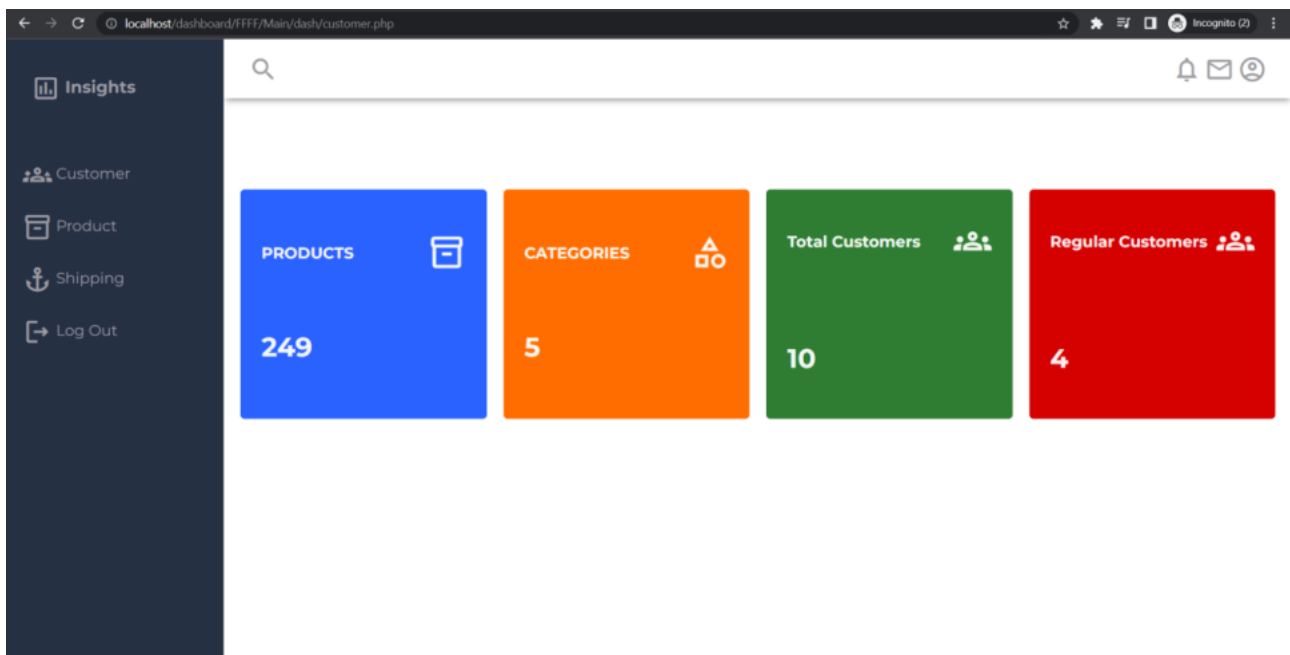 localhost/dashboard/FFFF/Main/dash/customer.php
Incognito (2)
Insights
Customer
Product
Shipping
Log Out
PRODUCTS
249
CATEGORIES
5
Total Customers
10
Regular Customers
4